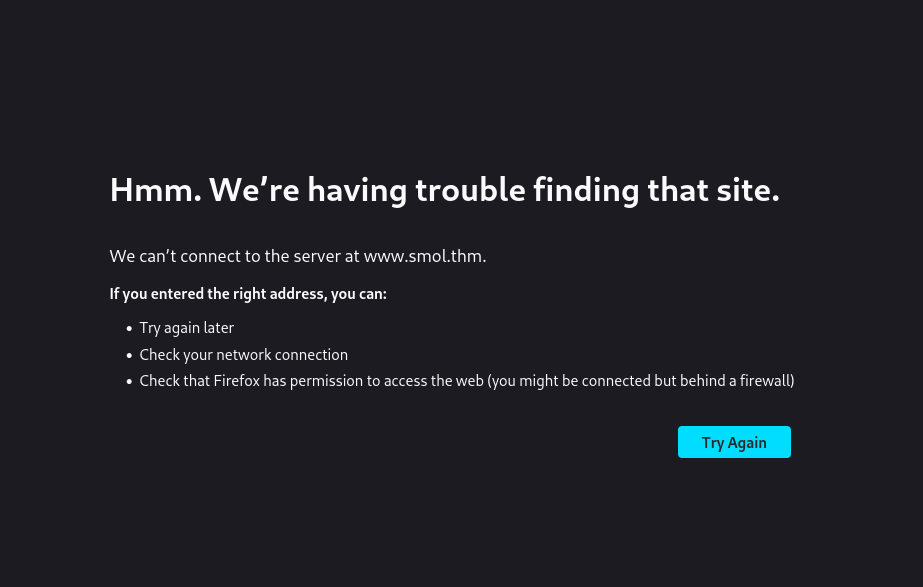 Hmm. We’re having trouble finding that site.
We can’t connect to the server at www.smol.thm.
If you entered the right address, you can:
• Try again later
• Check your network connection
• Check that Firefox has permission to access the web (you might be connected but behind a firewall)
Try Again